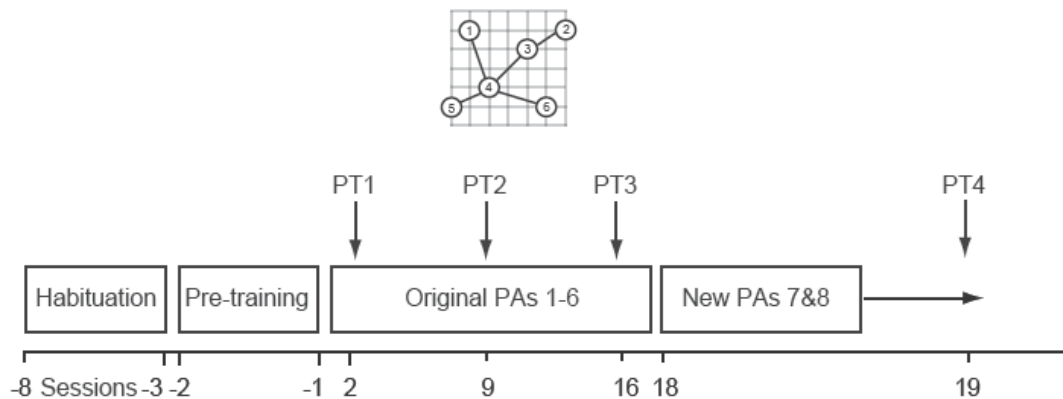 1
2
3
4
5
6
PT1 PT2 PT3 PT4
Habituation Pre-training Original PAs 1-6 New PAs 7&8
-8 Sessions -3 -2 -1 2 9 16 18 19